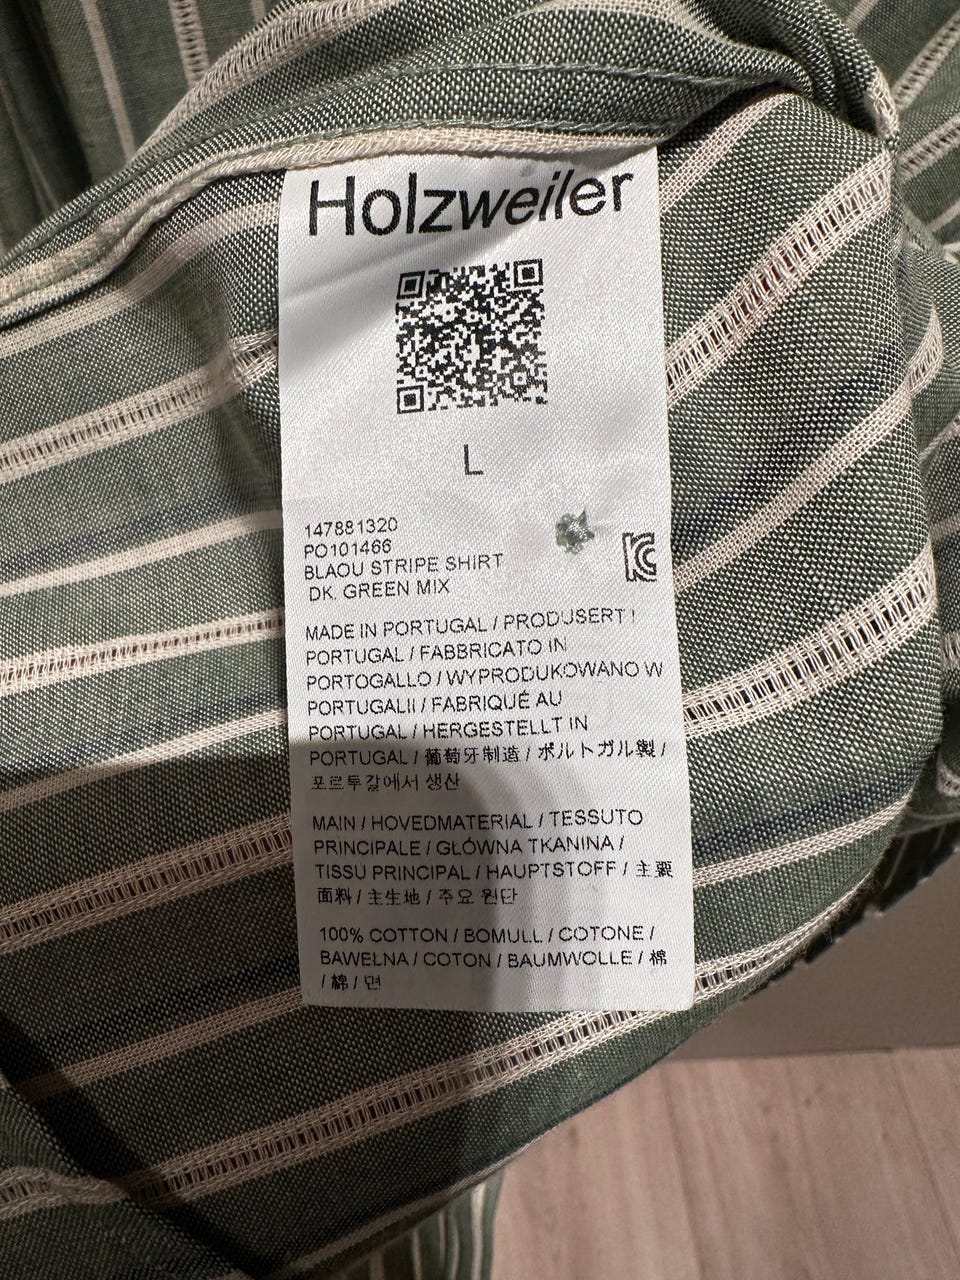 Holzweiler
L
147881320
PO101466
BLAOU STRIPE SHIRT
DK. GREEN MIX
MADE IN PORTUGAL / PRODUSERT I
PORTUGAL / FABBRICATO IN
PORTOGALLO / WYPRODUKOWANO W
PORTUGALII / FABRIQUÉ AU
PORTUGAL / HERGESTELLT IN
PORTUGAL / 葡萄牙制造 / ポルトガル製 /
포르투갈에서 생산
MAIN / HOVEDMATERIAL / TESSUTO
PRINCIPALE / GŁÓWNA TKANINA /
TISSU PRINCIPAL / HAUPTSTOFF / 主要
面料 / 主生地 / 주요 원단
100% COTTON / BOMULL / COTONE /
BAWEŁNA / COTON / BAUMWOLLE / 棉
/ 綿 / 면